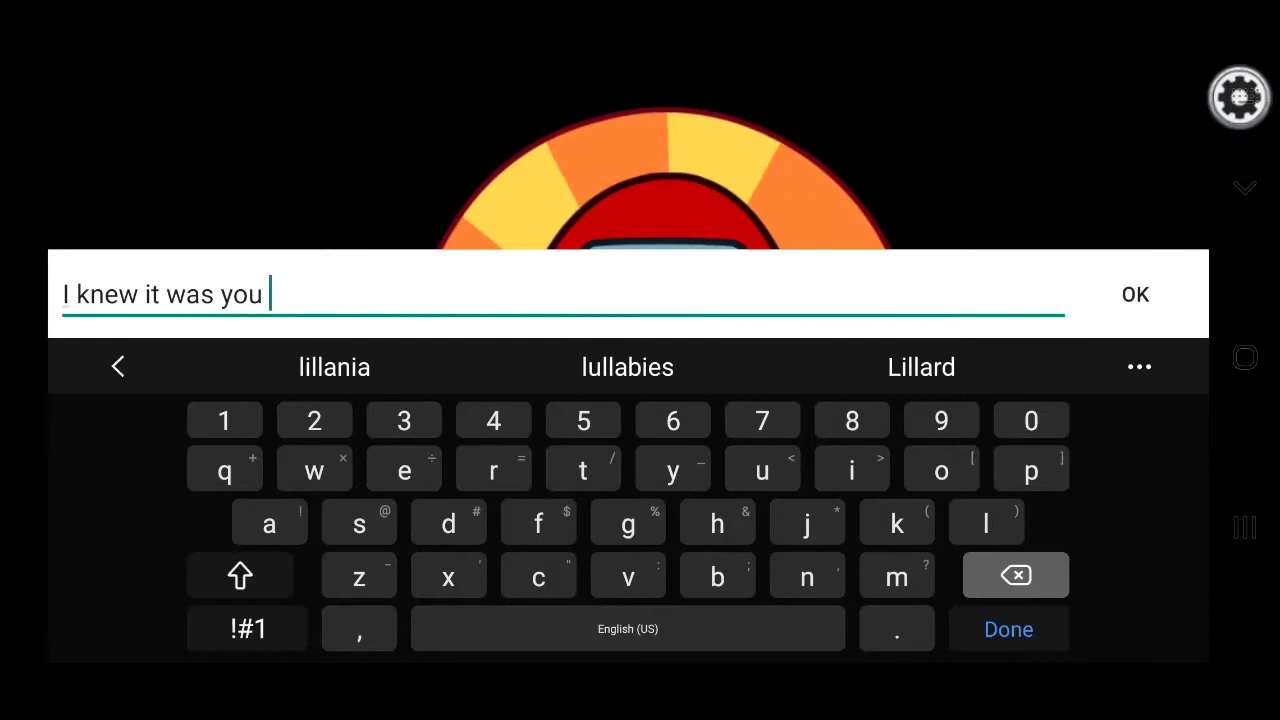 I knew it was you
OK
lillania lullabies Lillard ...
1 2 3 4 5 6 7 8 9 0
q + w × e ÷ r = t / y _ u < i > o [ p ]
a ! s @ d # f $ g % h & j * k ( l )
z - x ' c " v : b ; n , m ?
!#1 , English (US) . Done